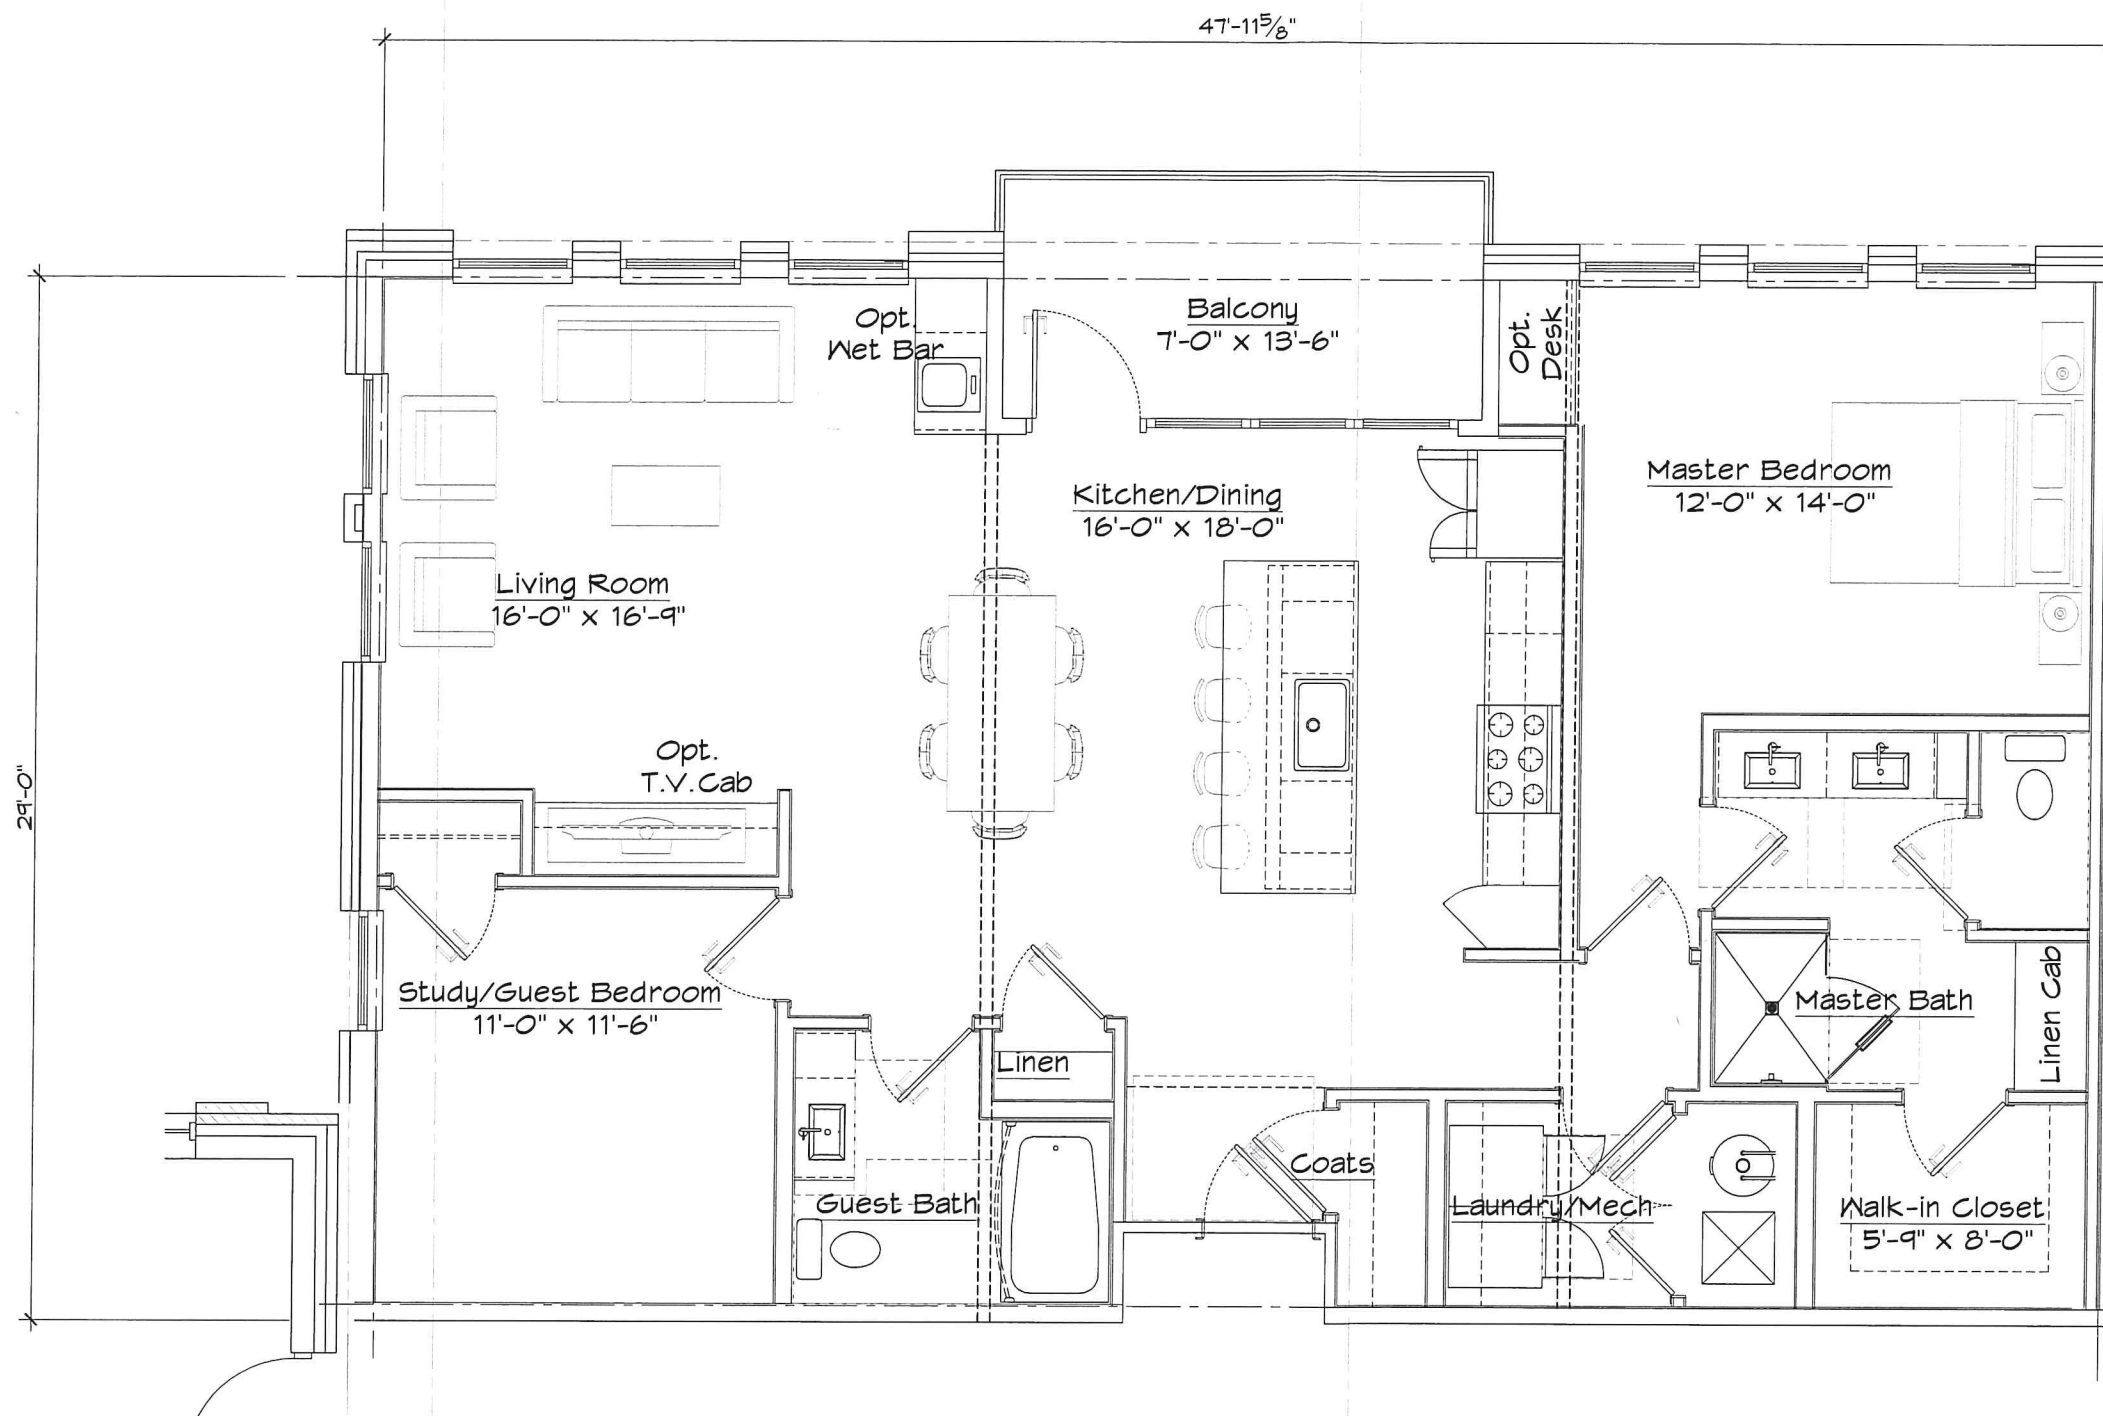 47'-11⅝"
Balcony
7'-0" x 13'-6"
Opt.
Wet Bar
Opt.
Desk
Master Bedroom
12'-0" x 14'-0"
Kitchen/Dining
16'-0" x 18'-0"
Living Room
16'-0" x 16'-9"
Opt.
T.V.Cab
29'-0"
Study/Guest Bedroom
11'-0" x 11'-6"
Master Bath
Linen Cab
Linen
Coats
Guest Bath
Laundry/Mech
Walk-in Closet
5'-9" x 8'-0"